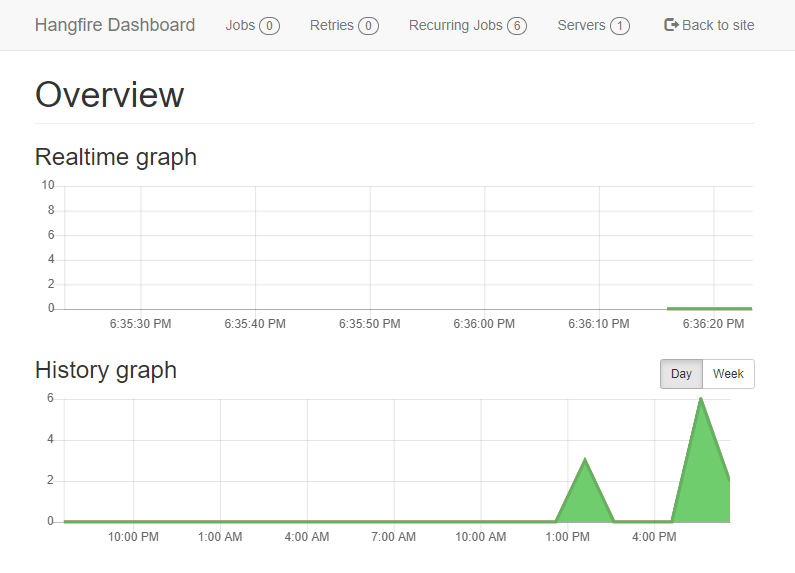 Hangfire Dashboard Jobs 0 Retries 0 Recurring Jobs 6 Servers 1 Back to site
Overview
Realtime graph
10
8
6
4
2
0
6:35:30 PM 6:35:40 PM 6:35:50 PM 6:36:00 PM 6:36:10 PM 6:36:20 PM
History graph Day Week
6
4
2
0
10:00 PM 1:00 AM 4:00 AM 7:00 AM 10:00 AM 1:00 PM 4:00 PM